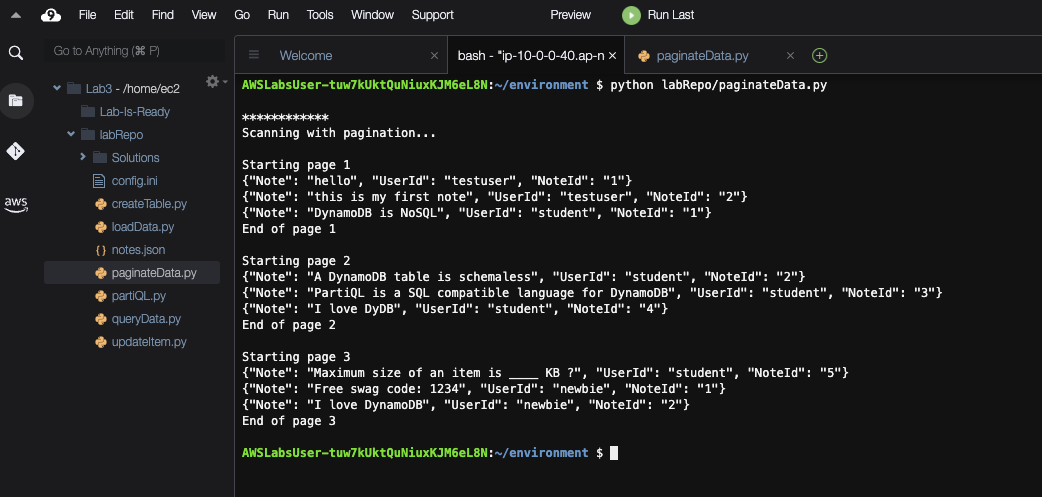 File Edit Find View Go Run Tools Window Support Preview Run Last
Go to Anything (⌘ P)
Welcome
bash - "ip-10-0-0-40.ap-n
paginateData.py
Lab3 - /home/ec2
Lab-Is-Ready
labRepo
Solutions
config.ini
createTable.py
loadData.py
notes.json
paginateData.py
partiQL.py
queryData.py
updateItem.py
aws
AWSLabsUser-tuw7kUktQuNiuxKJM6eL8N:~/environment $ python labRepo/paginateData.py
************
Scanning with pagination...
Starting page 1
{"Note": "hello", "UserId": "testuser", "NoteId": "1"}
{"Note": "this is my first note", "UserId": "testuser", "NoteId": "2"}
{"Note": "DynamoDB is NoSQL", "UserId": "student", "NoteId": "1"}
End of page 1
Starting page 2
{"Note": "A DynamoDB table is schemaless", "UserId": "student", "NoteId": "2"}
{"Note": "PartiQL is a SQL compatible language for DynamoDB", "UserId": "student", "NoteId": "3"}
{"Note": "I love DyDB", "UserId": "student", "NoteId": "4"}
End of page 2
Starting page 3
{"Note": "Maximum size of an item is ____ KB ?", "UserId": "student", "NoteId": "5"}
{"Note": "Free swag code: 1234", "UserId": "newbie", "NoteId": "1"}
{"Note": "I love DynamoDB", "UserId": "newbie", "NoteId": "2"}
End of page 3
AWSLabsUser-tuw7kUktQuNiuxKJM6eL8N:~/environment $